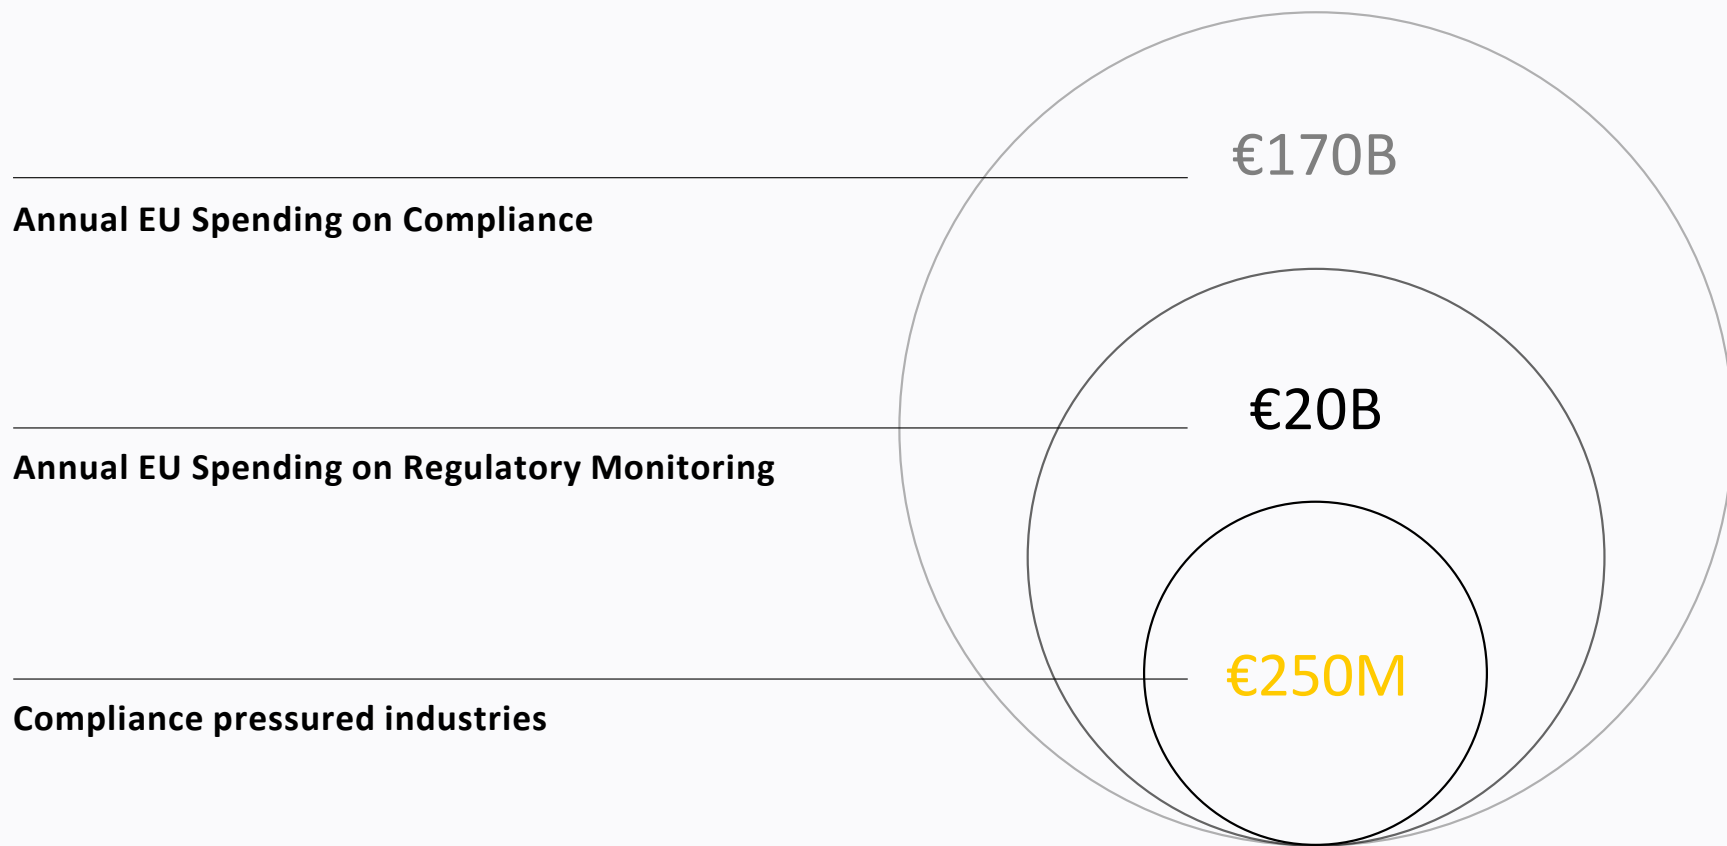 €170B
Annual EU Spending on Compliance
€20B
Annual EU Spending on Regulatory Monitoring
€250M
Compliance pressured industries